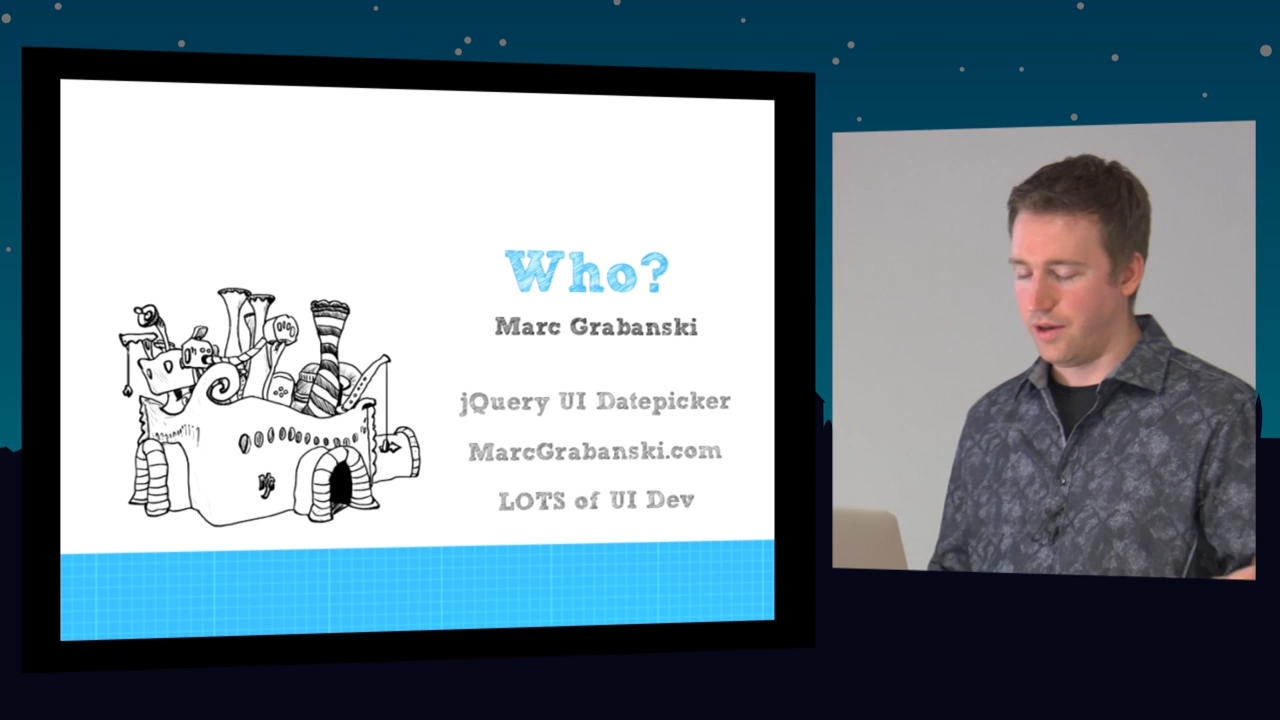 Who?
Marc Grabanski
jQuery UI Datepicker
MarcGrabanski.com
LOTS of UI Dev